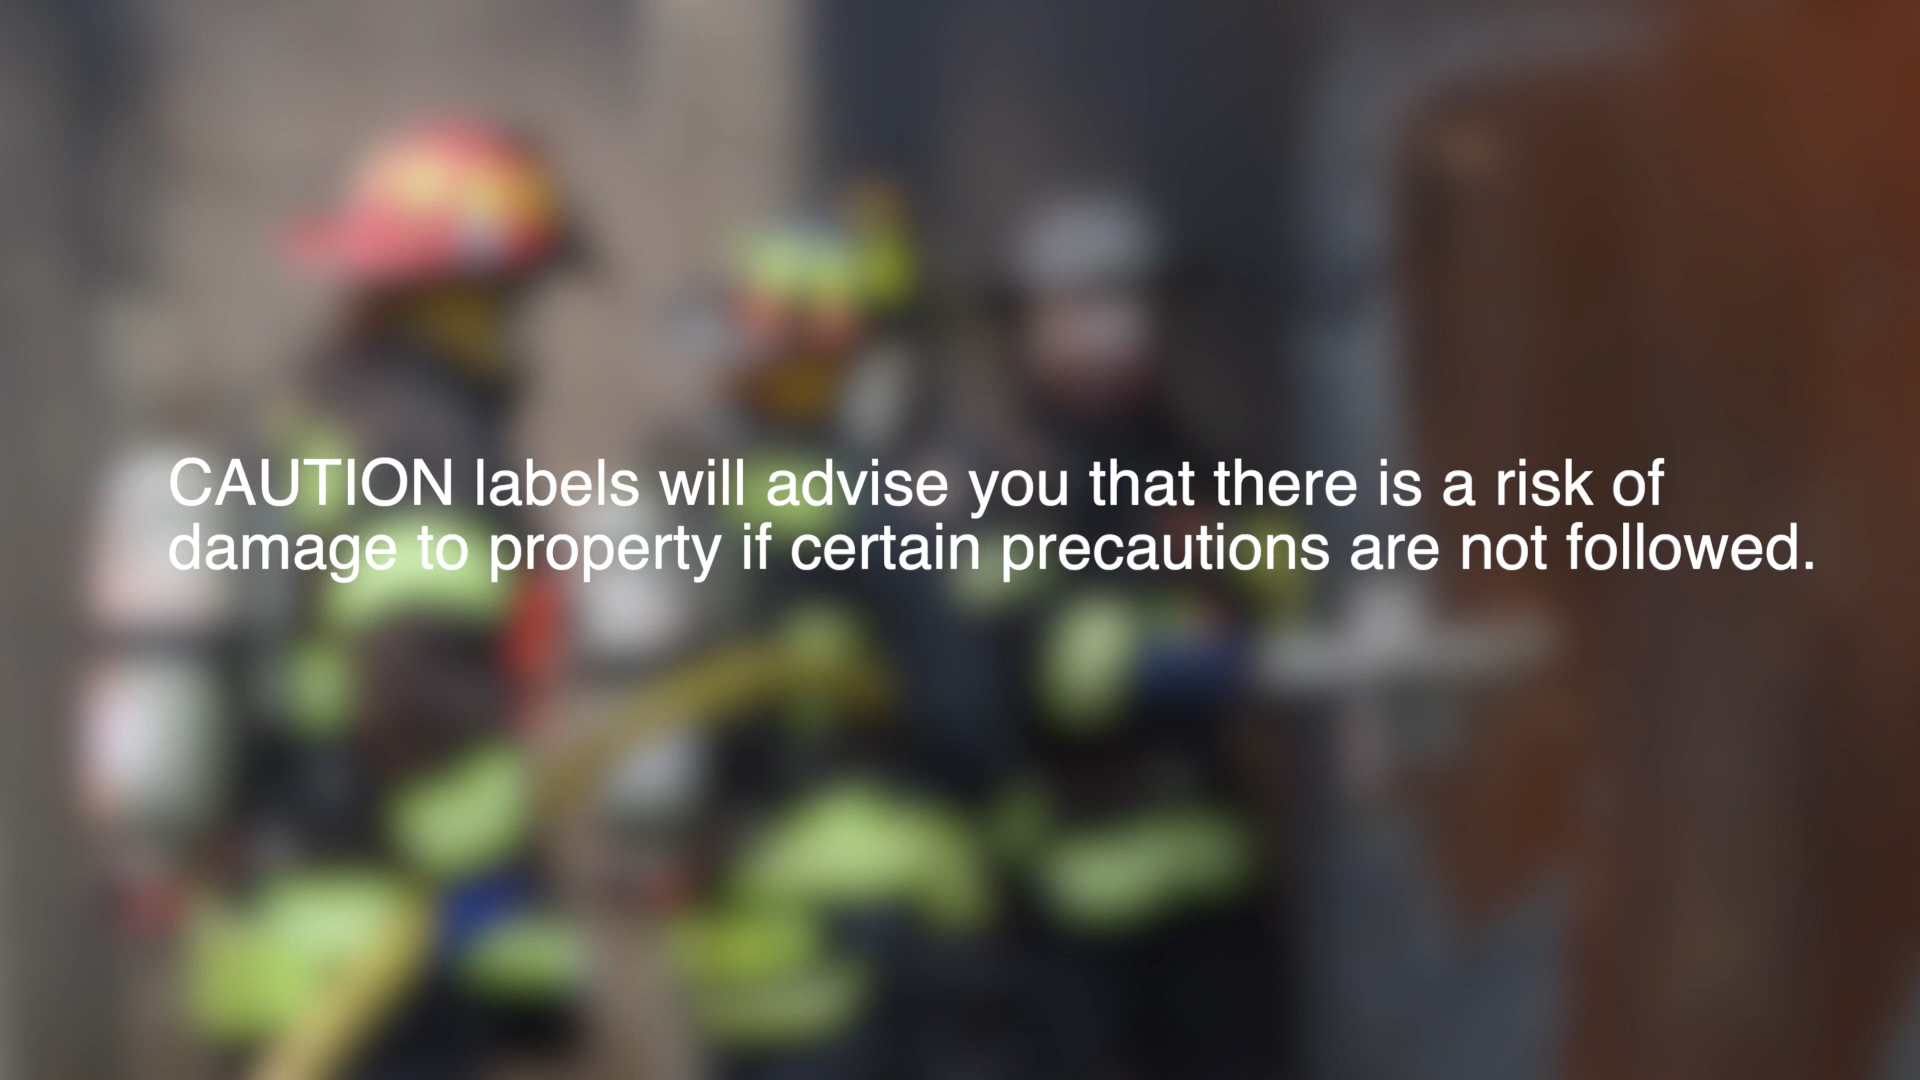 CAUTION labels will advise you that there is a risk of
damage to property if certain precautions are not followed.